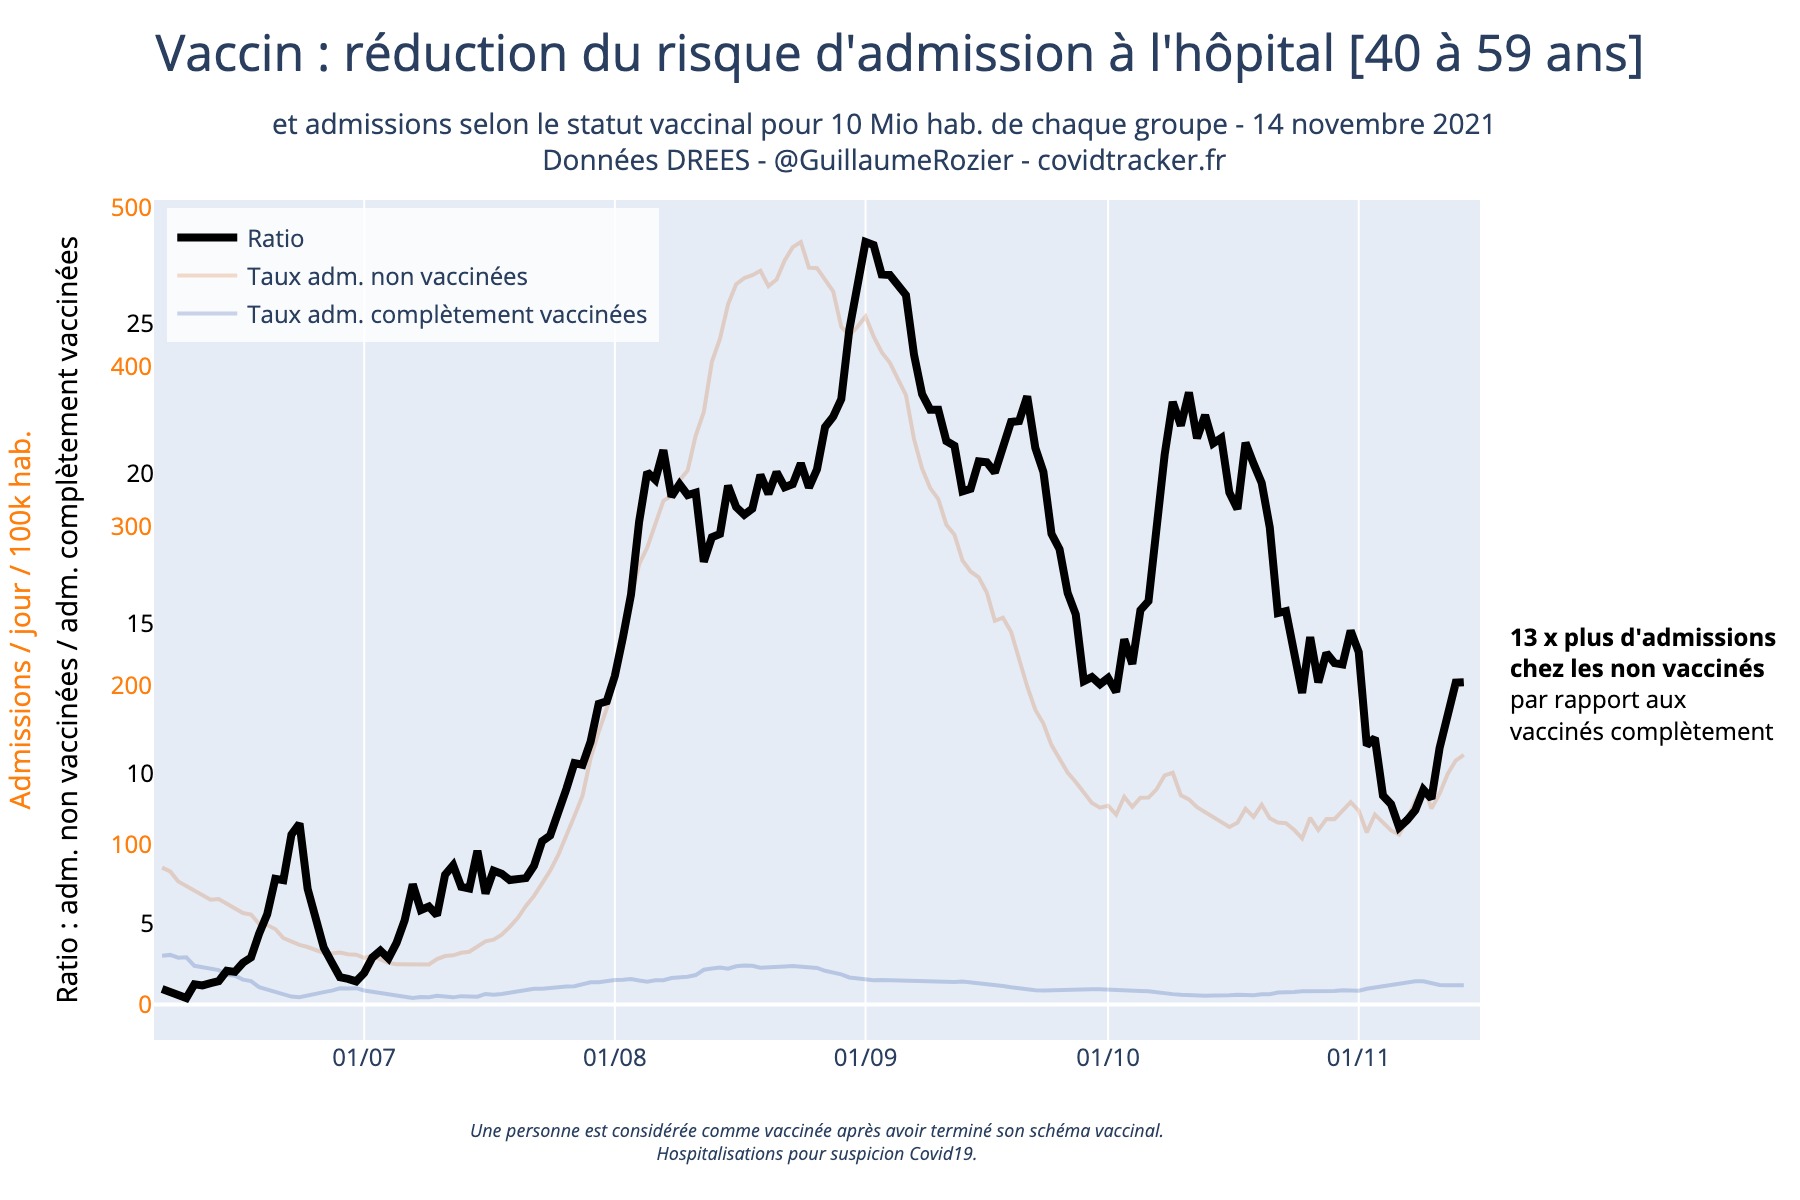 Vaccin : réduction du risque d'admission à l'hôpital [40 à 59 ans]
et admissions selon le statut vaccinal pour 10 Mio hab. de chaque groupe - 14 novembre 2021
Données DREES - @GuillaumeRozier - covidtracker.fr
Admissions / jour / 100k hab.
Ratio : adm. non vaccinées / adm. complètement vaccinées
500
25
400
20
300
15
200
10
100
5
0
Ratio
Taux adm. non vaccinées
Taux adm. complètement vaccinées
13 x plus d'admissions
chez les non vaccinés
par rapport aux
vaccinés complètement
01/07
01/08
01/09
01/10
01/11
Une personne est considérée comme vaccinée après avoir terminé son schéma vaccinal.
Hospitalisations pour suspicion Covid19.